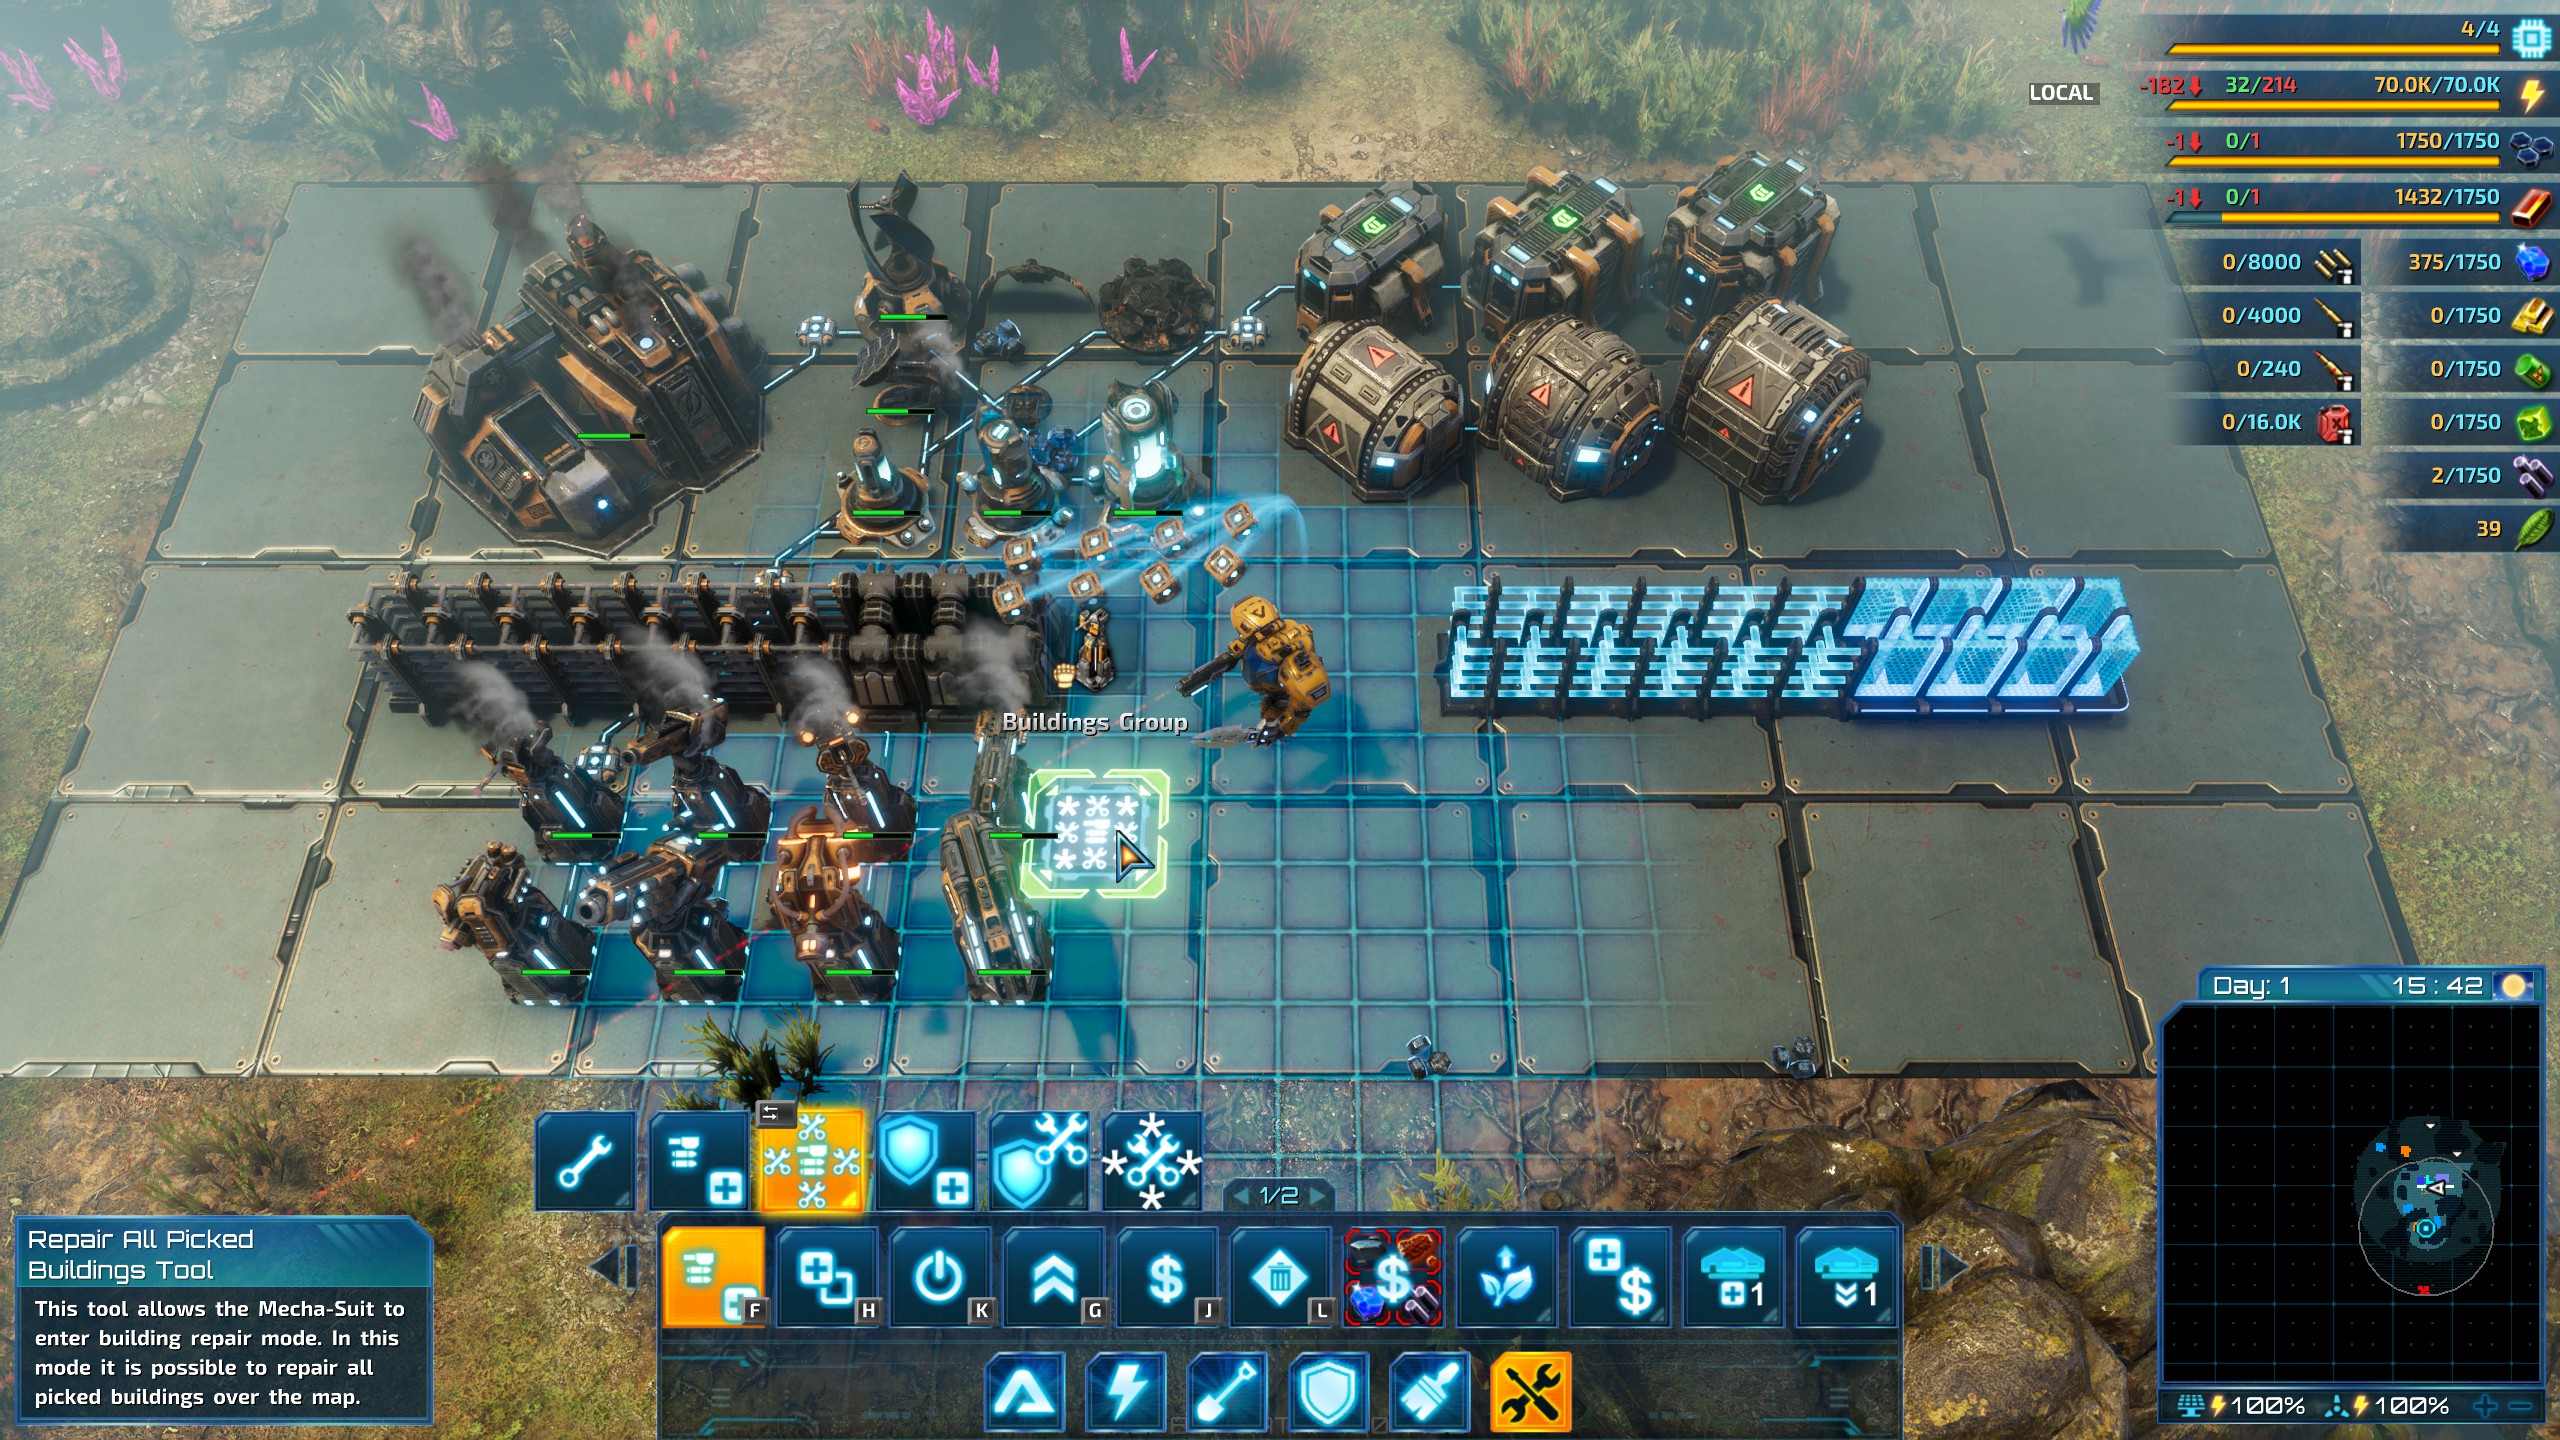 4/4
LOCAL
-182 32/214 70.0K/70.0K
-1 0/1 1750/1750
-1 0/1 1432/1750
0/8000 375/1750
0/4000 0/1750
0/240 0/1750
0/16.0K 0/1750
2/1750
39
Buildings Group
Day: 1 15:42
1/2
Repair All Picked
Buildings Tool
This tool allows the Mecha-Suit to
enter building repair mode. In this
mode it is possible to repair all
picked buildings over the map.
F H K G J L 1 1
100% 100%